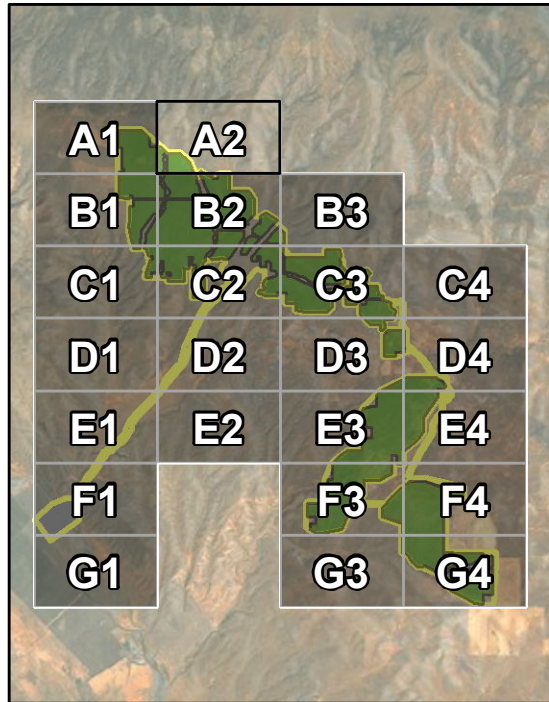 A1 A2
B1 B2 B3
C1 C2 C3 C4
D1 D2 D3 D4
E1 E2 E3 E4
F1 F3 F4
G1 G3 G4